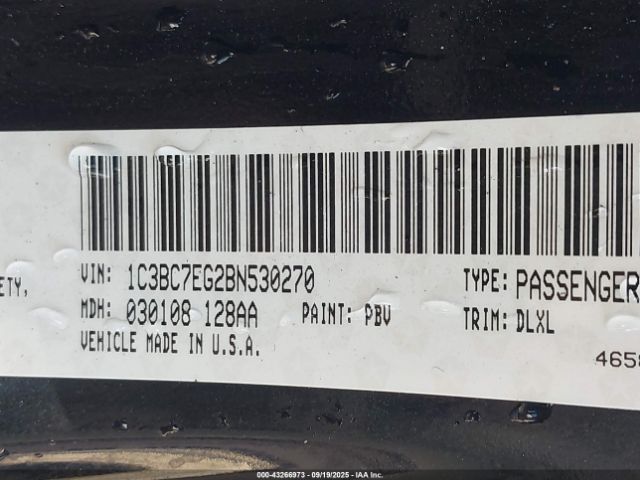 ETY,
VIN: 1C3BC7EG2BN530270 TYPE: PASSENGER
MDH: 030108 128AA PAINT: PBV TRIM: DLXL
VEHICLE MADE IN U.S.A.
4658
000-43266973 - 09/19/2025 - IAA Inc.